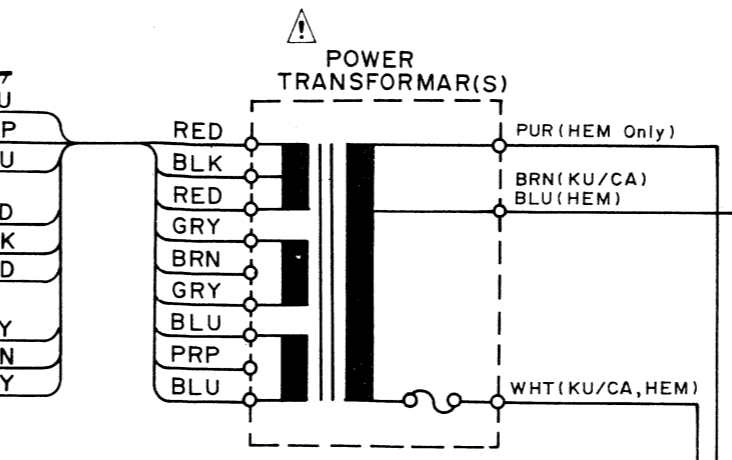 POWER
TRANSFORMAR(S)
U
P
U
D
K
D
Y
N
Y
RED
BLK
RED
GRY
BRN
GRY
BLU
PRP
BLU
PUR(HEM Only)
BRN(KU/CA)
BLU(HEM)
WHT(KU/CA,HEM)